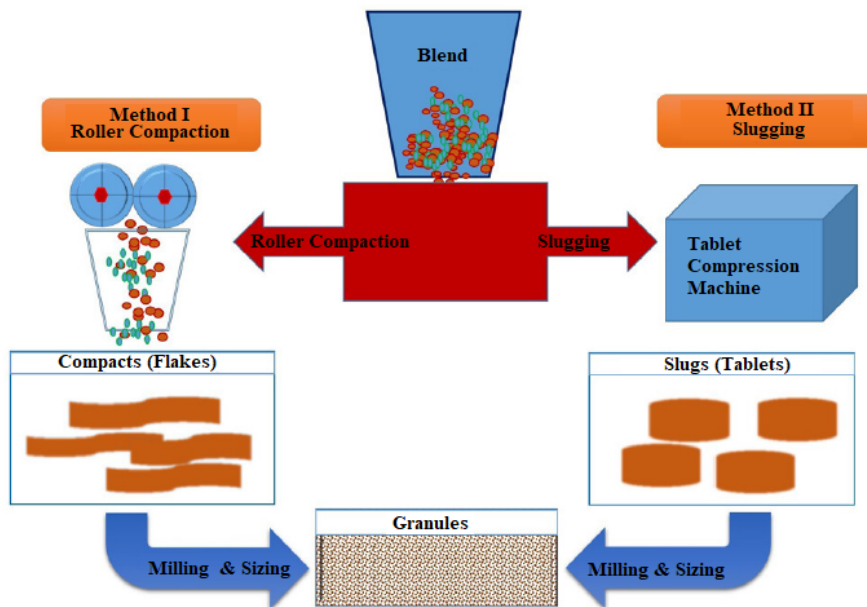 Blend
Method I
Roller Compaction
Method II
Slugging
Roller Compaction
Slugging
Tablet
Compression
Machine
Compacts (Flakes)
Slugs (Tablets)
Granules
Milling & Sizing
Milling & Sizing